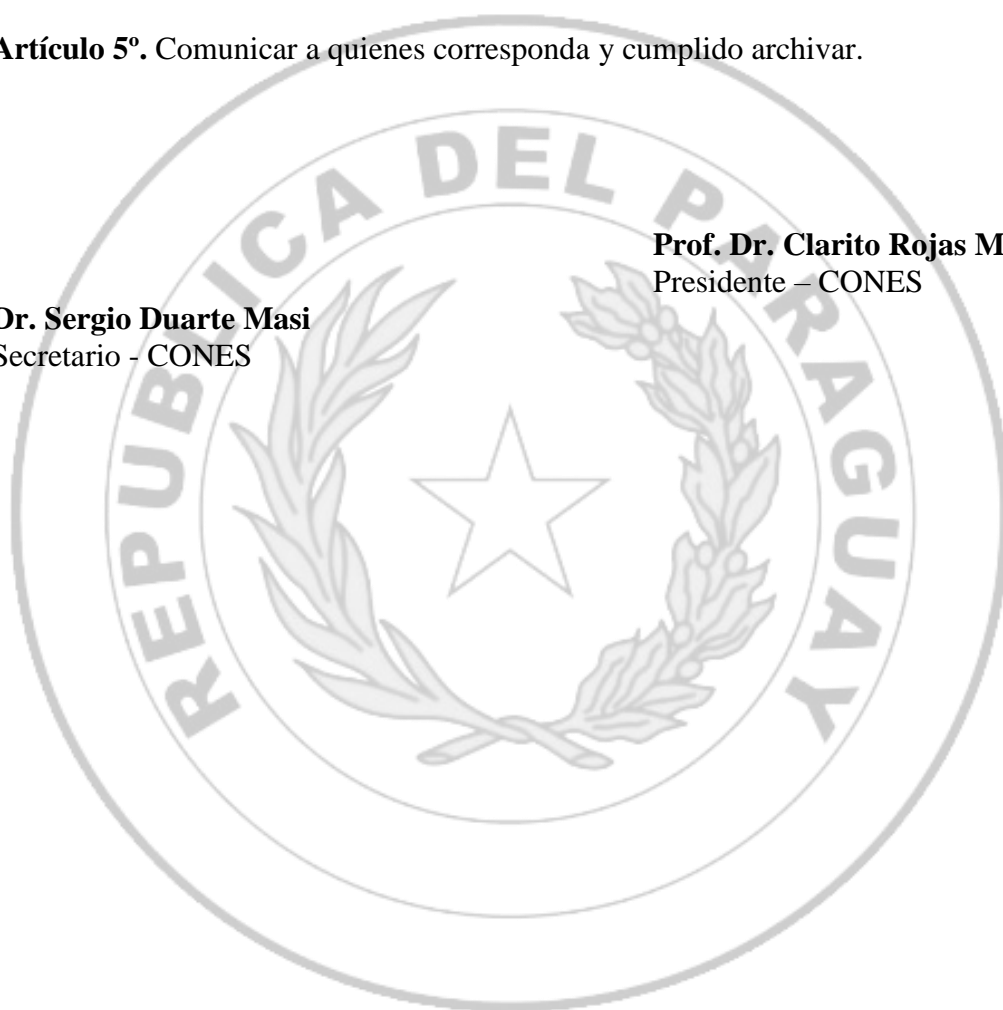 Artículo 5º. Comunicar a quienes corresponda y cumplido archivar.
Prof. Dr. Clarito Rojas M
Presidente – CONES
Dr. Sergio Duarte Masi
Secretario - CONES
REPUBLICA DEL PARAGUAY